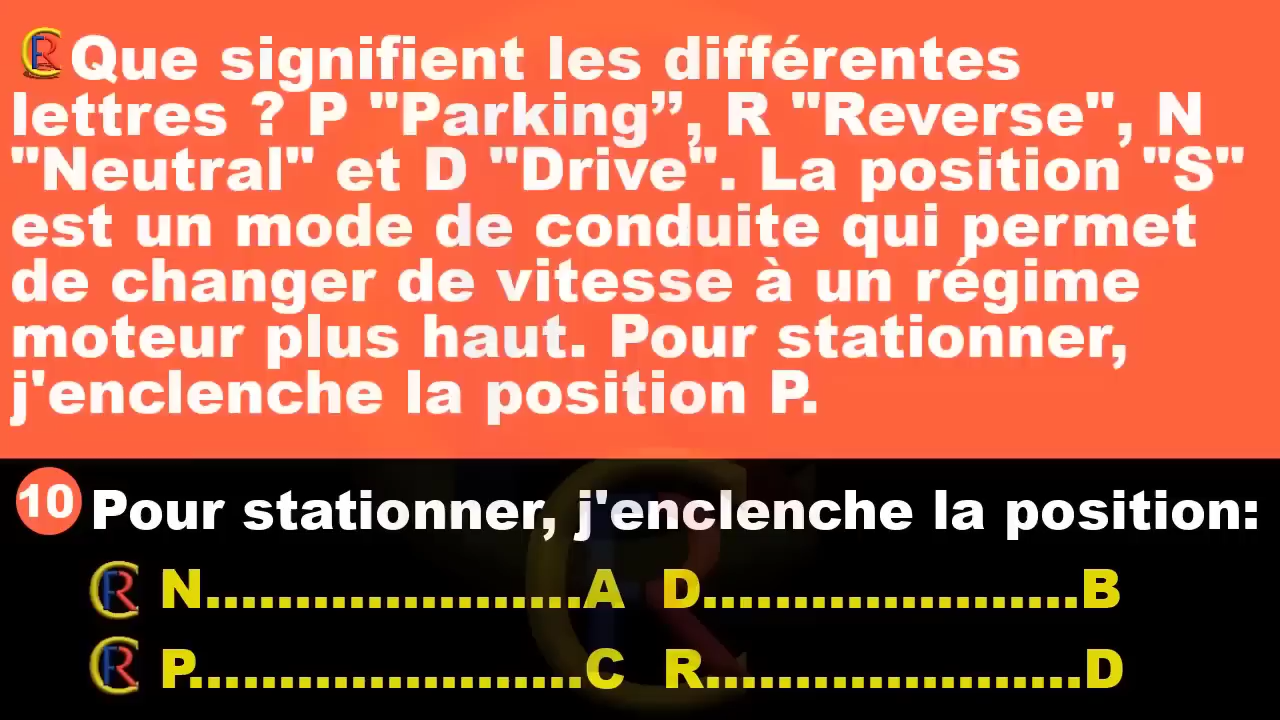 Que signifient les différentes
lettres ? P "Parking”, R "Reverse", N
"Neutral" et D "Drive". La position "S"
est un mode de conduite qui permet
de changer de vitesse à un régime
moteur plus haut. Pour stationner,
j'enclenche la position P.
10 Pour stationner, j'enclenche la position:
N.....................A D.....................B
P......................C R.....................D